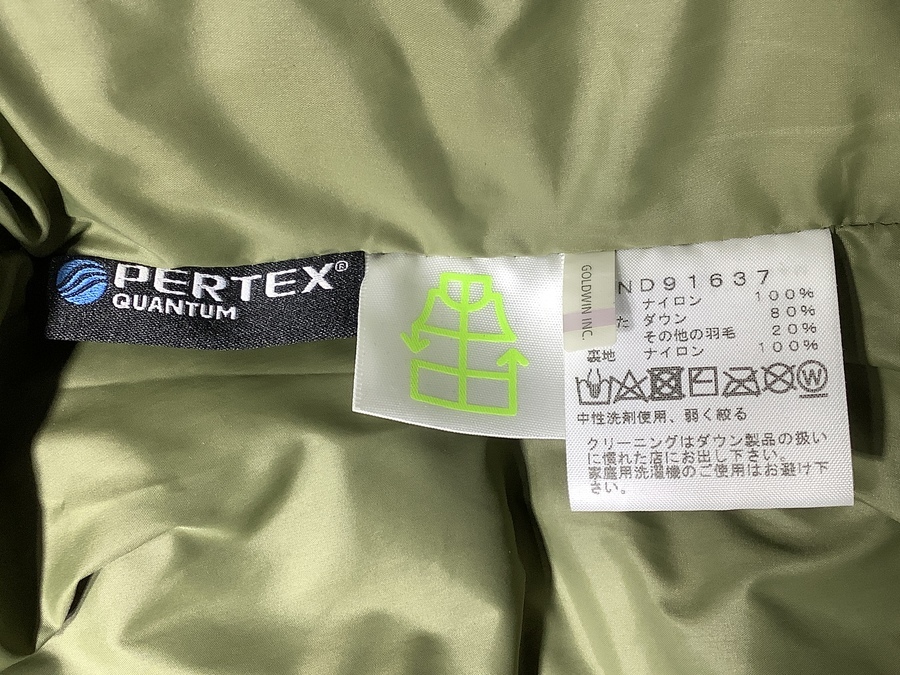 PERTEX®
QUANTUM
GOLDWIN INC.
ND91637
ナイロン 100%
た ダウン 80%
その他の羽毛 20%
裏地 ナイロン 100%
W
中性洗剤使用、弱く絞る
クリーニングはダウン製品の扱い
に慣れた店にお出し下さい。
家庭用洗濯機のご使用はお避け下
さい。